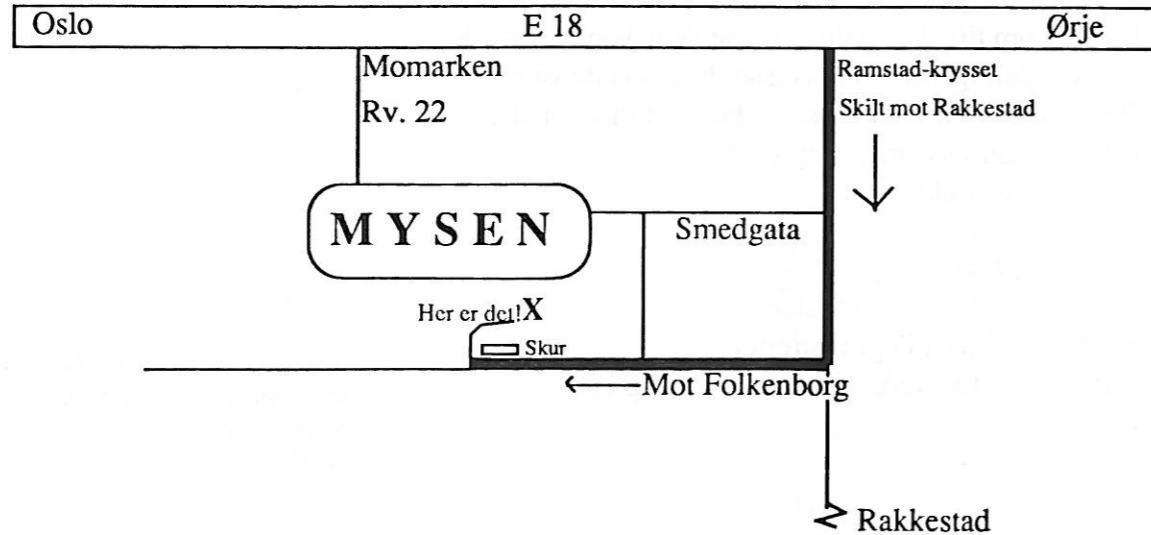 Oslo E 18 Ørje
Momarken
Rv. 22
Ramstad-krysset
Skilt mot Rakkestad
MYSEN
Smedgata
Her er det! X
Skur
Mot Folkenborg
Rakkestad